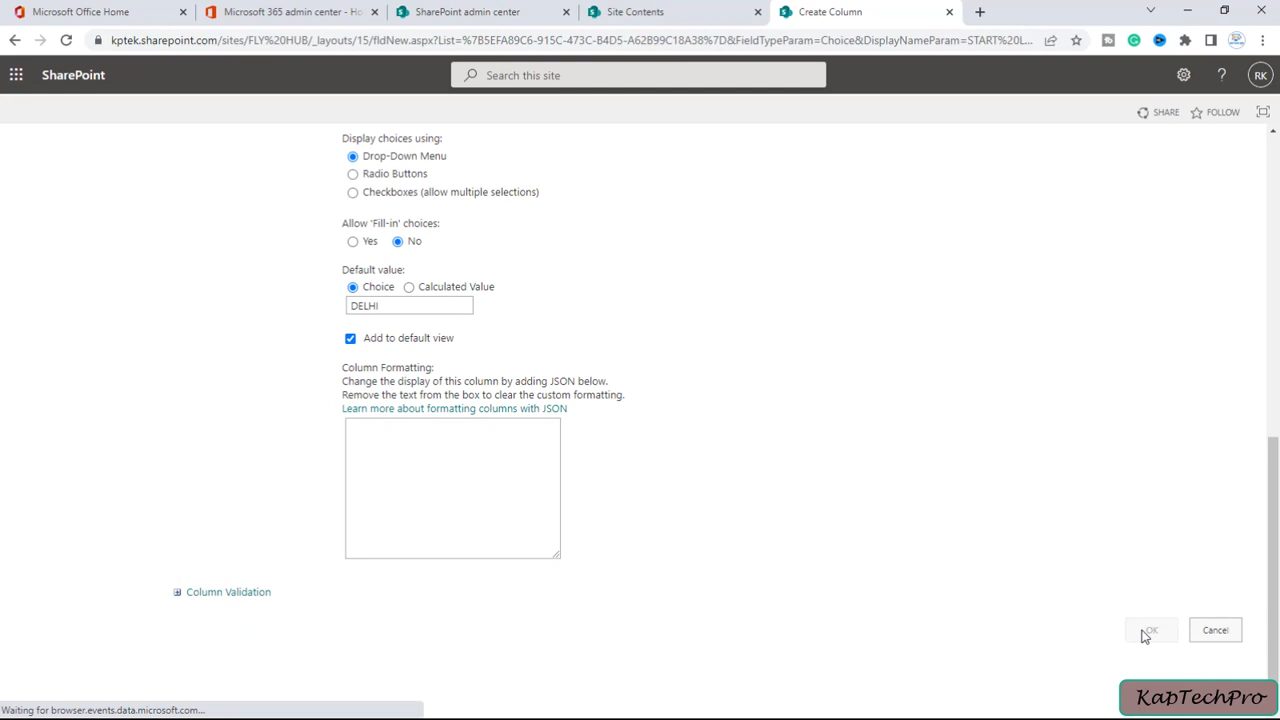 Microsoft Office Home
Microsoft 365 admin center - Ho
SharePoint admin center
Site Contents
Create Column
kptek.sharepoint.com/sites/FLY%20HUB/_layouts/15/fldNew.aspx?List=%7B5EFA89C6-915C-473C-B4D5-A62B99C18A38%7D&FieldTypeParam=Choice&DisplayNameParam=START%20L...
SharePoint
Search this site
?
RK
SHARE
FOLLOW
Display choices using:
Drop-Down Menu
Radio Buttons
Checkboxes (allow multiple selections)
Allow 'Fill-in' choices:
Yes No
Default value:
Choice Calculated Value
DELHI
Add to default view
Column Formatting:
Change the display of this column by adding JSON below.
Remove the text from the box to clear the custom formatting.
Learn more about formatting columns with JSON
Column Validation
OK Cancel
KapTechPro
Waiting for browser.events.data.microsoft.com...